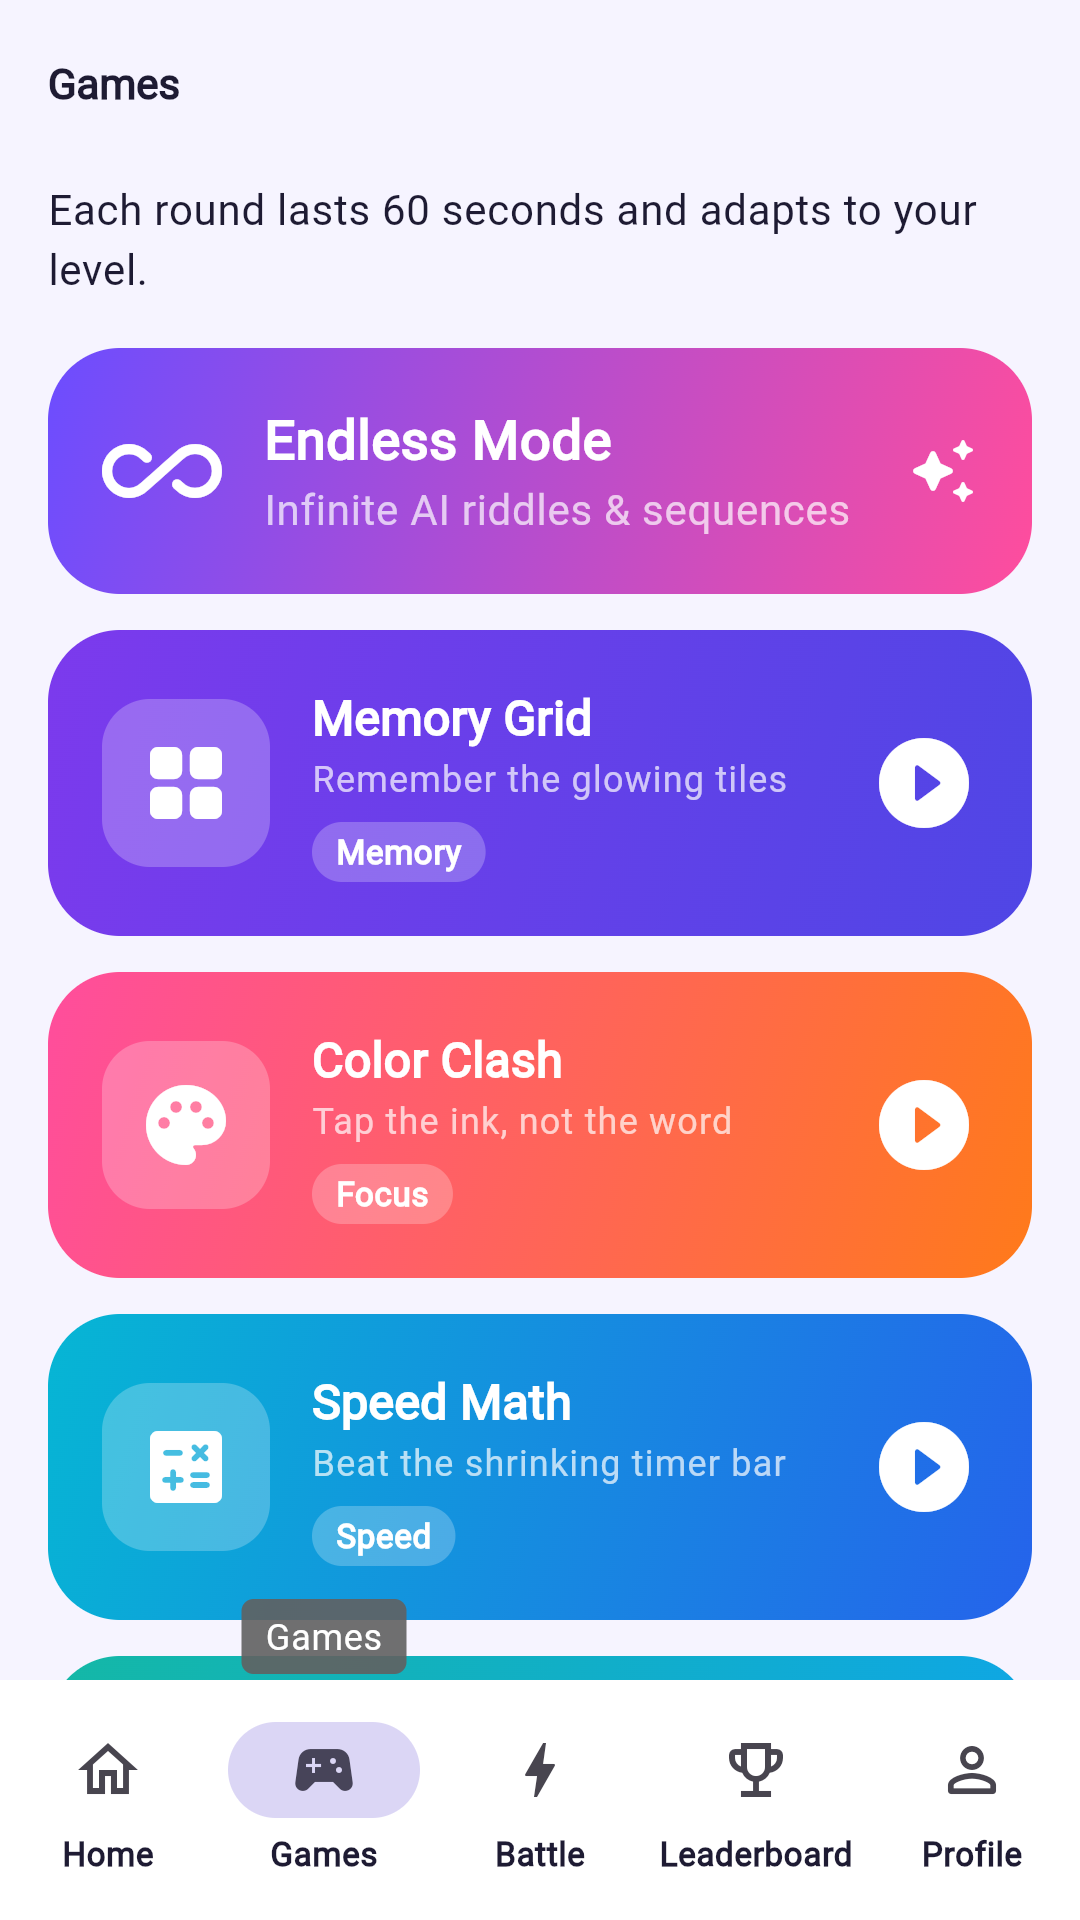 Games
Each round lasts 60 seconds and adapts to your
level.
Endless Mode
Infinite AI riddles & sequences
Memory Grid
Remember the glowing tiles
Memory
Color Clash
Tap the ink, not the word
Focus
Speed Math
Beat the shrinking timer bar
Speed
Games
Home
Games
Battle
Leaderboard
Profile